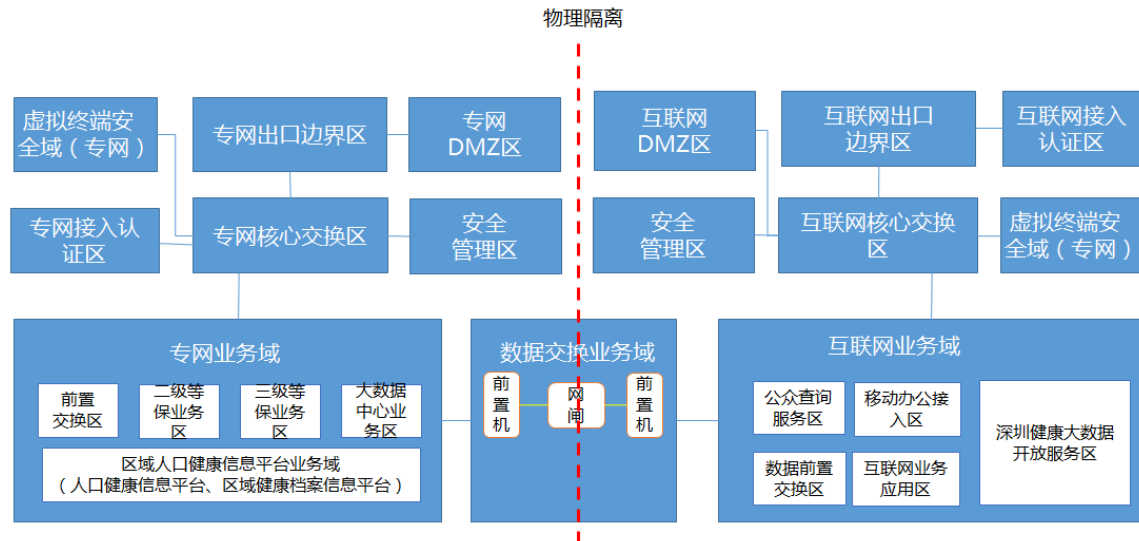 物理隔离
虚拟终端安
全域（专网）
专网出口边界区
专网
DMZ区
专网接入认
证区
专网核心交换区
安全
管理区
互联网
DMZ区
互联网出口
边界区
互联网接入
认证区
安全
管理区
互联网核心交换
区
虚拟终端安
全域（专网）
专网业务域
前置
交换区
二级等
保业务
区
三级等
保业务
区
大数据
中心业
务区
区域人口健康信息平台业务域
（人口健康信息平台、区域健康档案信息平台）
数据交换业务域
前
置
机
网
闸
前
置
机
互联网业务域
公众查询
服务区
移动办公接
入区
数据前置
交换区
互联网业务
应用区
深圳健康大数据
开放服务区